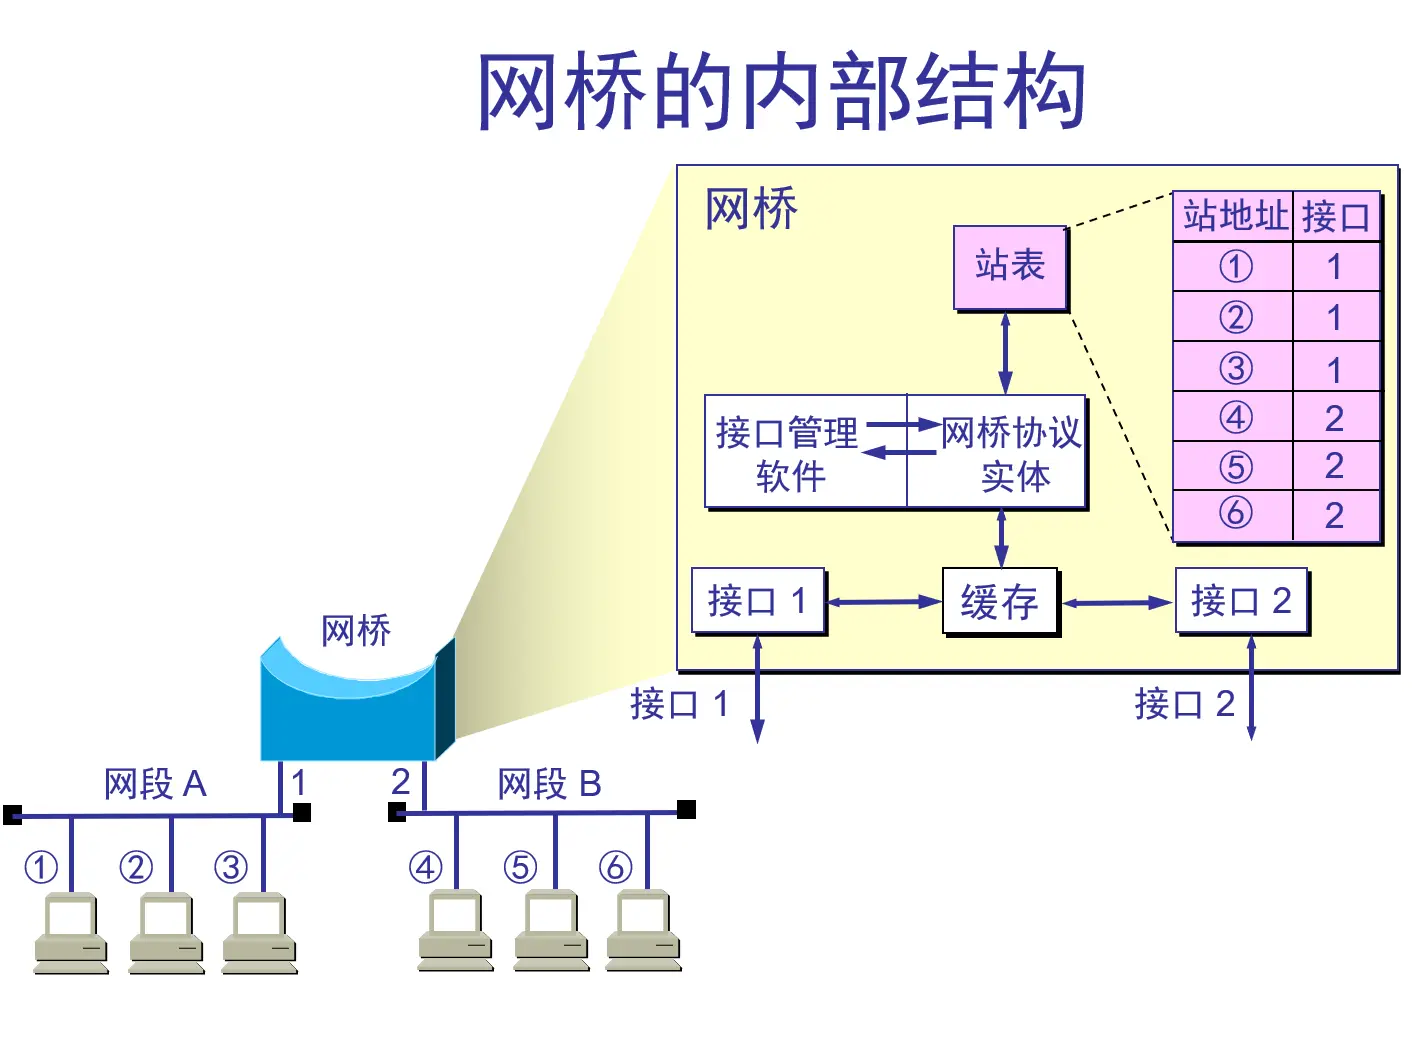 网桥的内部结构
网桥
站表
站地址 接口
① 1
② 1
③ 1
④ 2
⑤ 2
⑥ 2
接口管理
软件
网桥协议
实体
接口 1
缓存
接口 2
接口 1
接口 2
网桥
网段 A
1
2
网段 B
① ② ③ ④ ⑤ ⑥